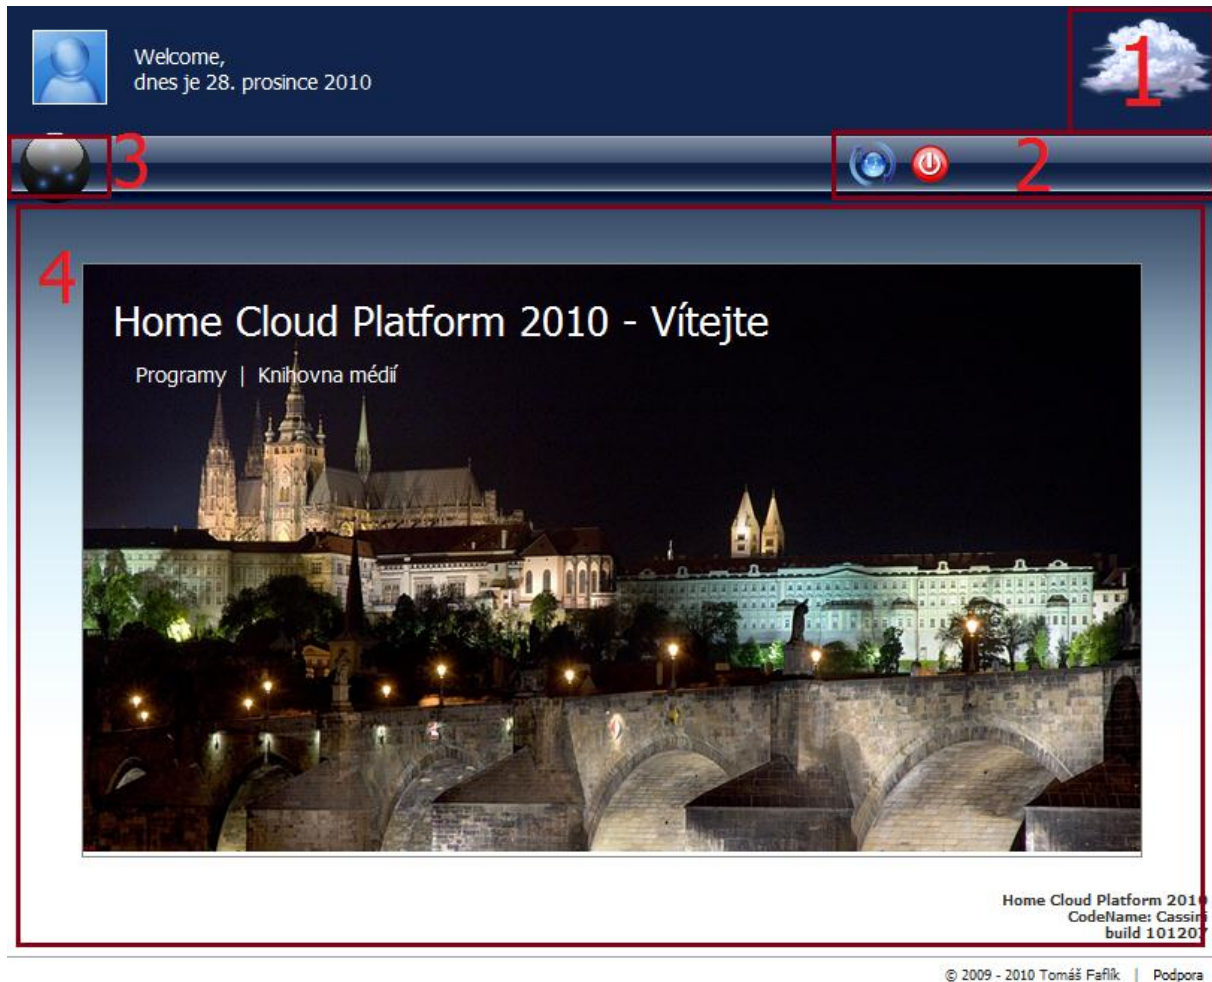 Welcome,
dnes je 28. prosince 2010
1
3
2
4
Home Cloud Platform 2010 - Vítejte
Programy | Knihovna médií
Home Cloud Platform 2010
CodeName: Cassini
build 101207
© 2009 - 2010 Tomáš Faflík | Podpora